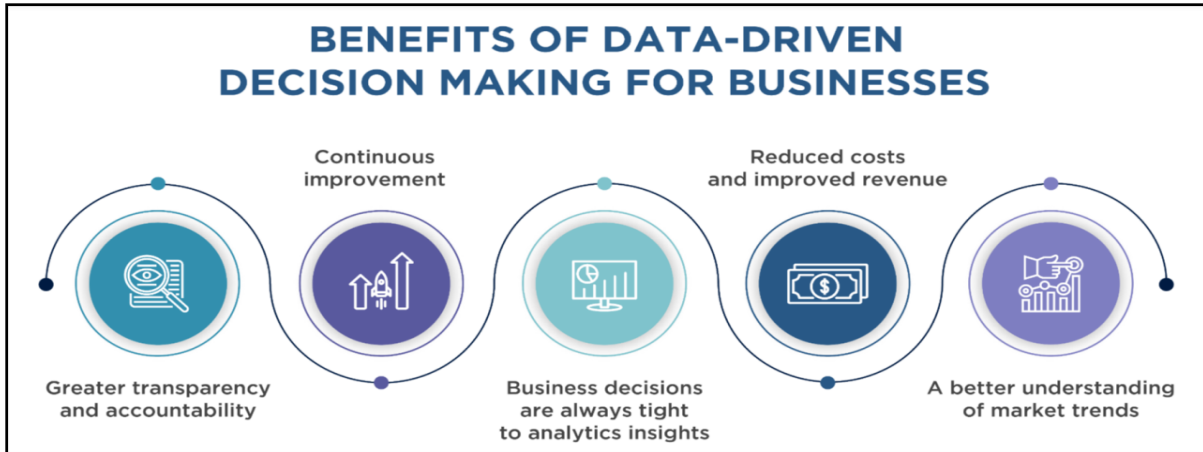 BENEFITS OF DATA-DRIVEN
DECISION MAKING FOR BUSINESSES
Greater transparency
and accountability
Continuous
improvement
Business decisions
are always tight
to analytics insights
Reduced costs
and improved revenue
A better understanding
of market trends